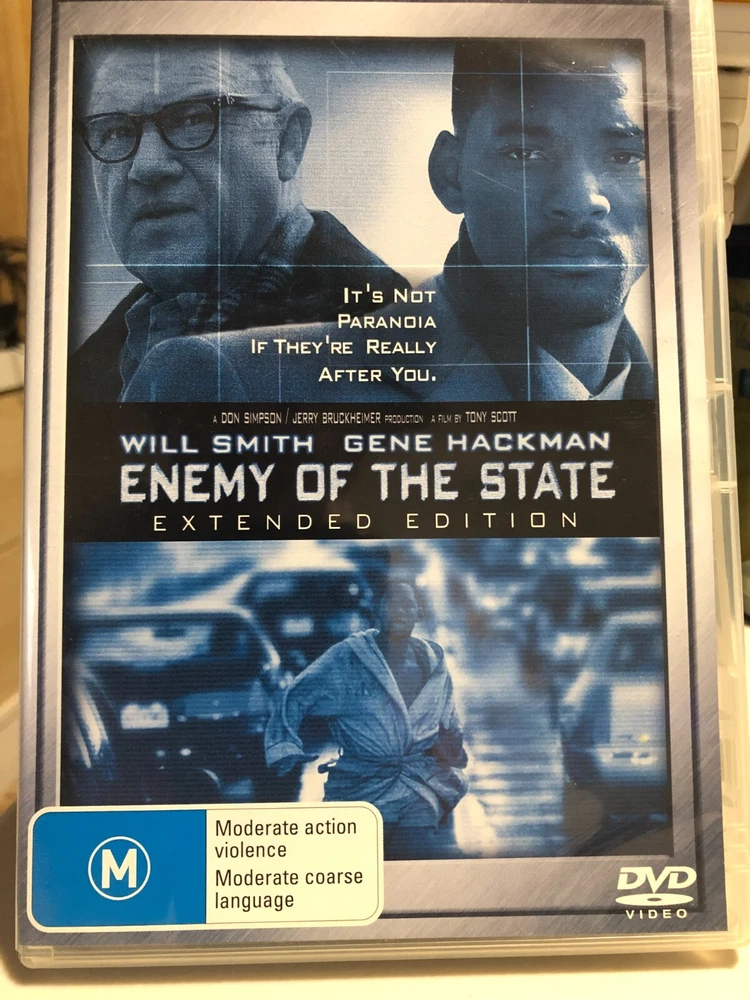 It's Not
Paranoia
If They're Really
After You.
A DON SIMPSON / JERRY BRUCKHEIMER PRODUCTION A FILM BY TONY SCOTT
WILL SMITH GENE HACKMAN
ENEMY OF THE STATE
EXTENDED EDITION
M
Moderate action
violence
Moderate coarse
language
DVD
VIDEO